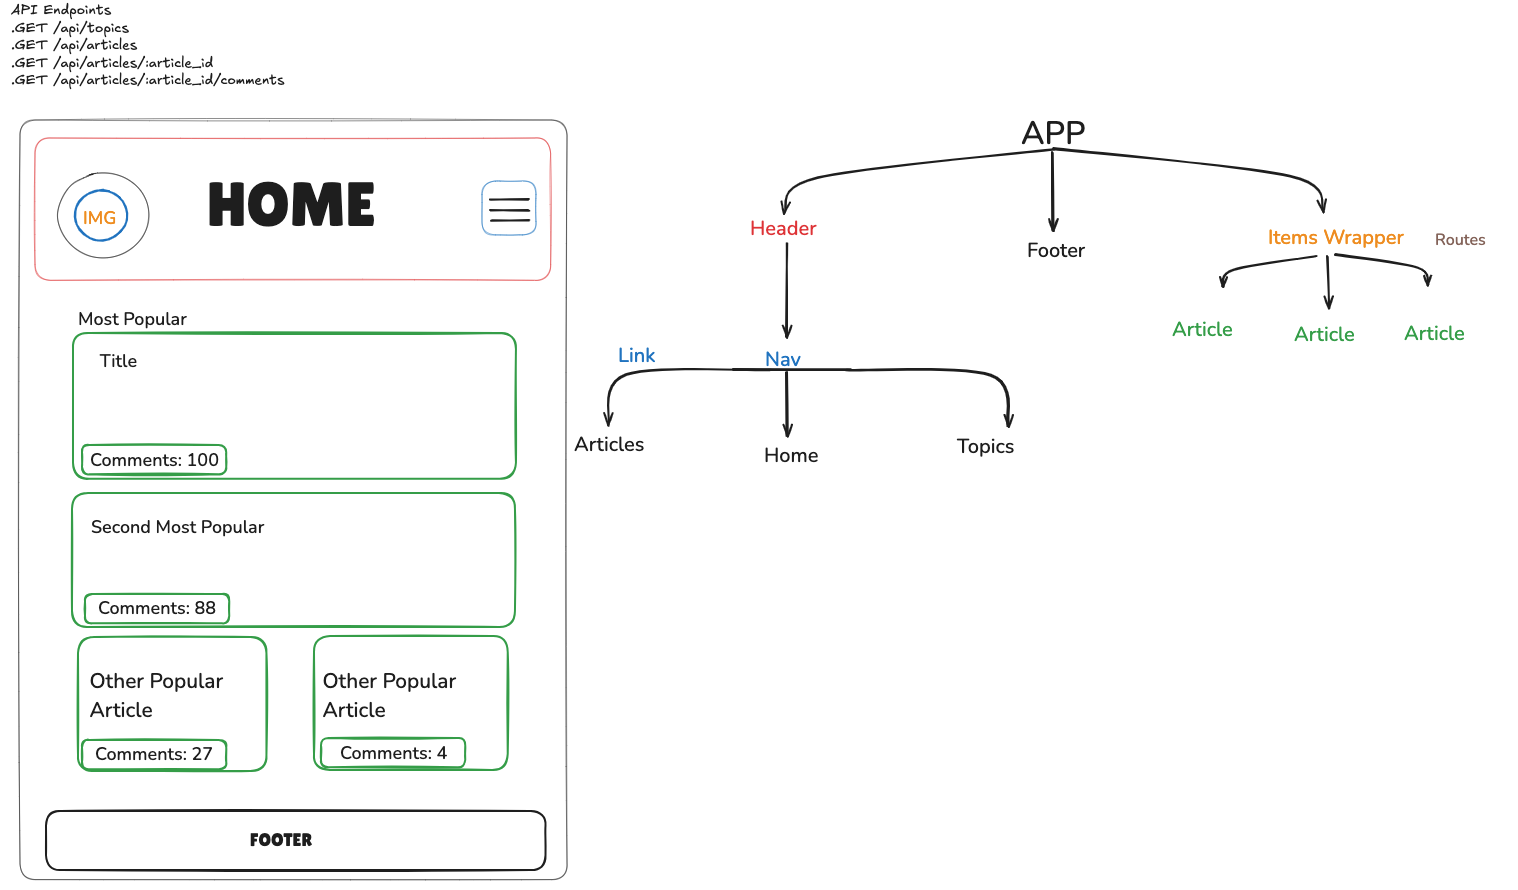 API Endpoints
.GET /api/topics
.GET /api/articles
.GET /api/articles/:article_id
.GET /api/articles/:article_id/comments
IMG
HOME
Most Popular
Title
Comments: 100
Second Most Popular
Comments: 88
Other Popular
Article
Comments: 27
Other Popular
Article
Comments: 4
FOOTER
APP
Header
Footer
Items Wrapper
Routes
Article
Article
Article
Link
Nav
Articles
Home
Topics